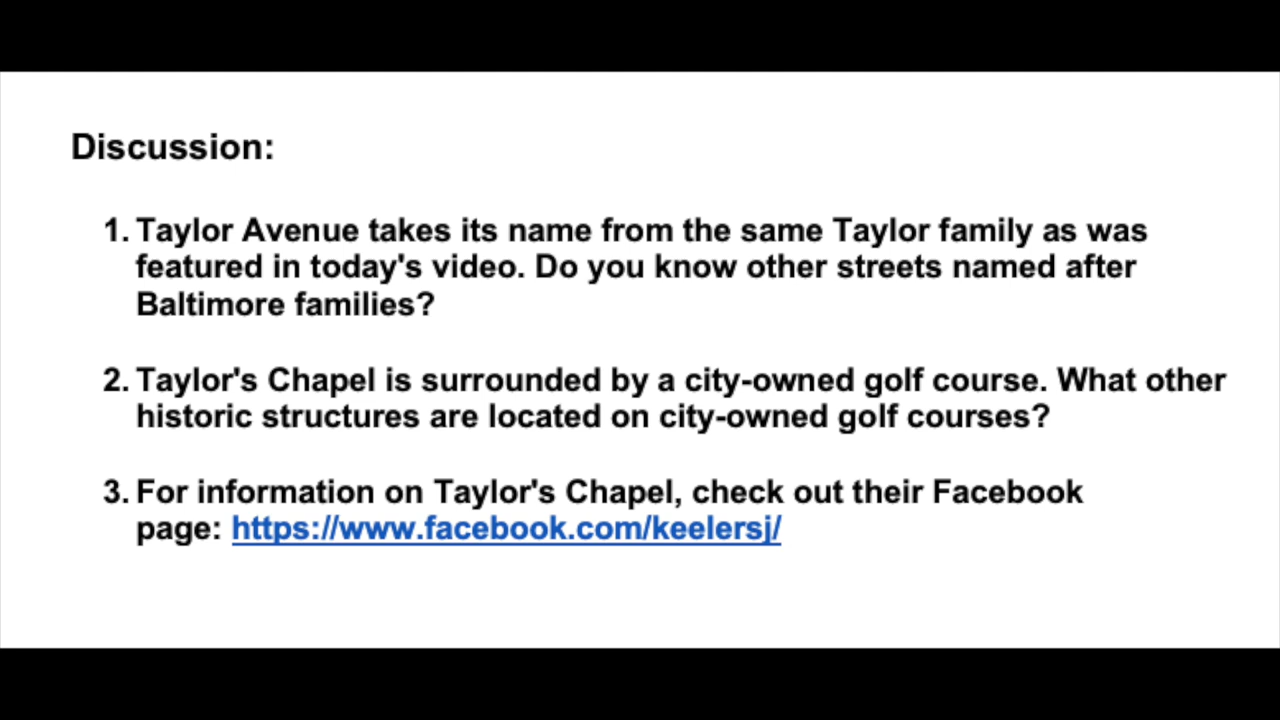 Discussion:
1. Taylor Avenue takes its name from the same Taylor family as was
featured in today's video. Do you know other streets named after
Baltimore families?
2. Taylor's Chapel is surrounded by a city-owned golf course. What other
historic structures are located on city-owned golf courses?
3. For information on Taylor's Chapel, check out their Facebook
page: https://www.facebook.com/keelersj/